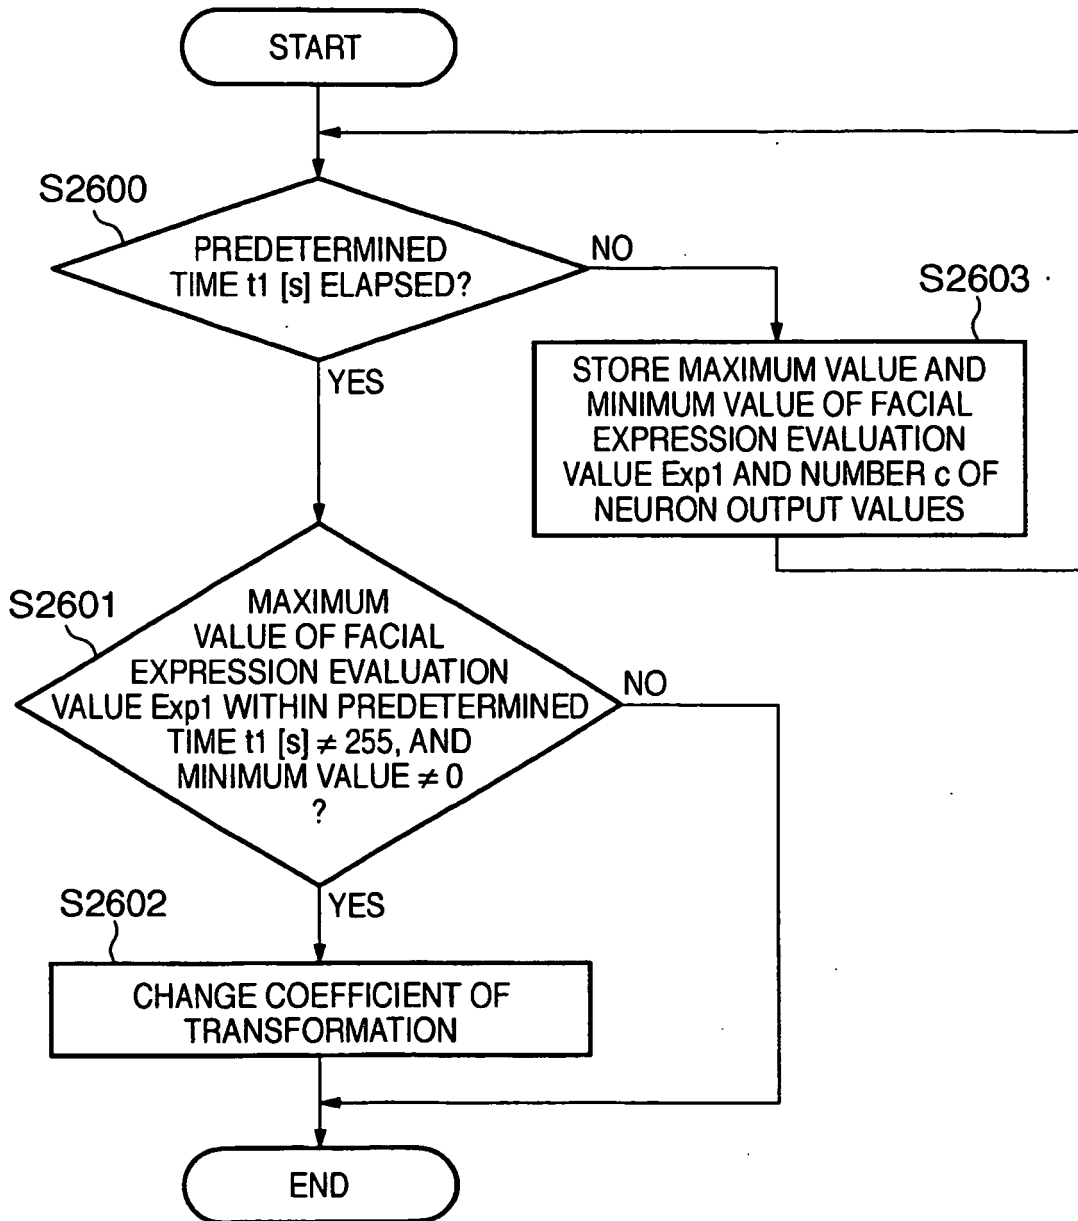 START
S2600
PREDETERMINED
TIME t1 [s] ELAPSED?
NO
YES
S2603
STORE MAXIMUM VALUE AND
MINIMUM VALUE OF FACIAL
EXPRESSION EVALUATION
VALUE Exp1 AND NUMBER c OF
NEURON OUTPUT VALUES
S2601
MAXIMUM
VALUE OF FACIAL
EXPRESSION EVALUATION
VALUE Exp1 WITHIN PREDETERMINED
TIME t1 [s] ≠ 255, AND
MINIMUM VALUE ≠ 0
?
NO
YES
S2602
CHANGE COEFFICIENT OF
TRANSFORMATION
END